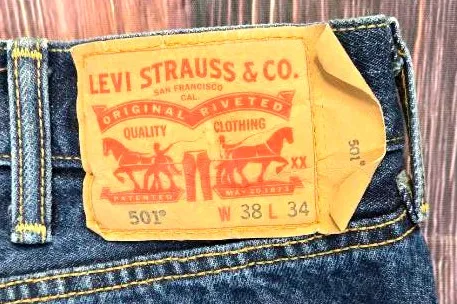 LEVI STRAUSS & CO.
SAN FRANCISCO
CAL.
ORIGINAL RIVETED
QUALITY CLOTHING
XX
PATENTED MAY 20 1873
501® W 38 L 34
501®